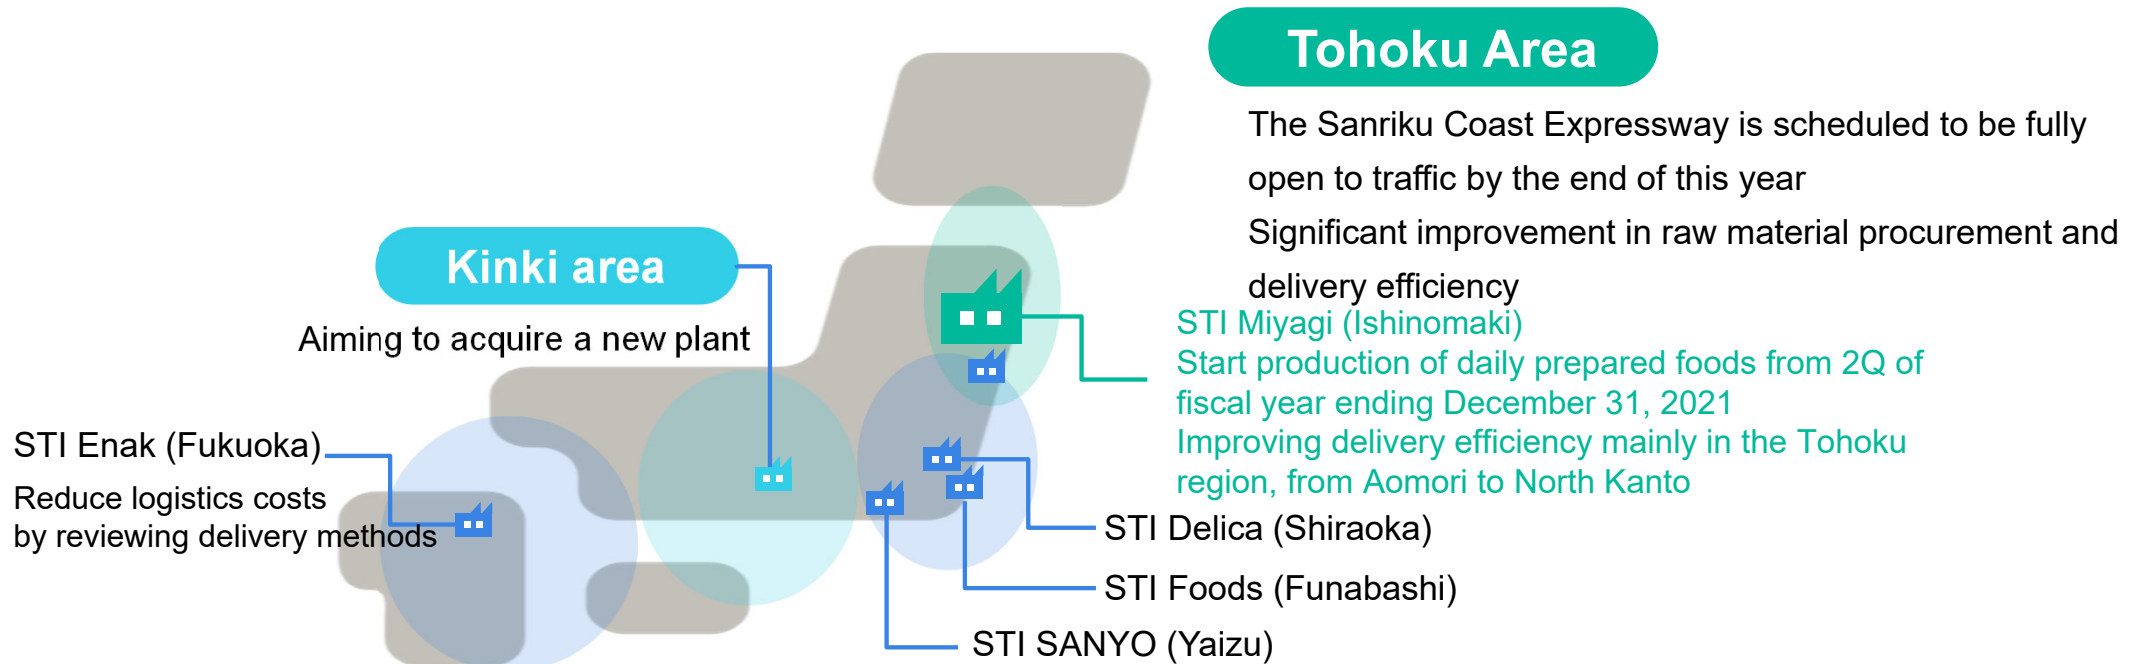 Tohoku Area
The Sanriku Coast Expressway is scheduled to be fully
open to traffic by the end of this year
Significant improvement in raw material procurement and
delivery efficiency
STI Miyagi (Ishinomaki)
Start production of daily prepared foods from 2Q of
fiscal year ending December 31, 2021
Improving delivery efficiency mainly in the Tohoku
region, from Aomori to North Kanto
Kinki area
Aiming to acquire a new plant
STI Enak (Fukuoka)
Reduce logistics costs
by reviewing delivery methods
STI Delica (Shiraoka)
STI Foods (Funabashi)
STI SANYO (Yaizu)